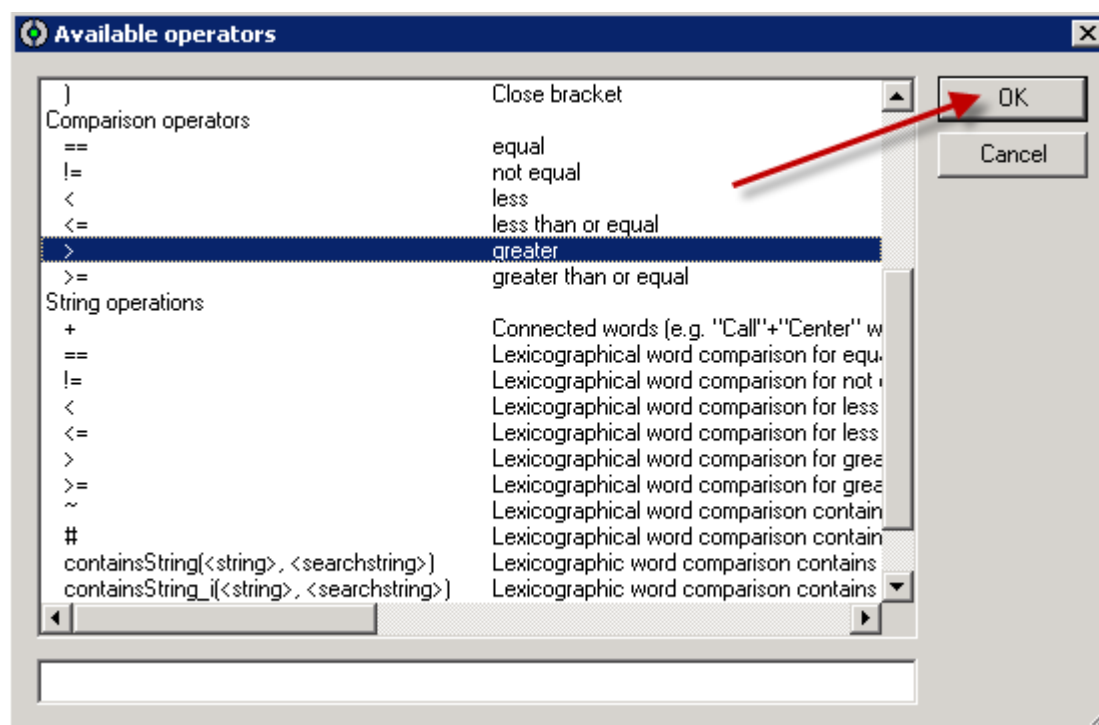 Available operators
) Close bracket
Comparison operators
== equal
!= not equal
< less
<= less than or equal
> greater
>= greater than or equal
String operations
+ Connected words (e.g. "Call"+"Center" w
== Lexicographical word comparison for equ
!= Lexicographical word comparison for not
< Lexicographical word comparison for less
<= Lexicographical word comparison for less
> Lexicographical word comparison for grea
>= Lexicographical word comparison for grea
~ Lexicographical word comparison contain
# Lexicographical word comparison contain
containsString(<string>, <searchstring>) Lexicographic word comparison contains
containsString_i(<string>, <searchstring>) Lexicographic word comparison contains
OK
Cancel